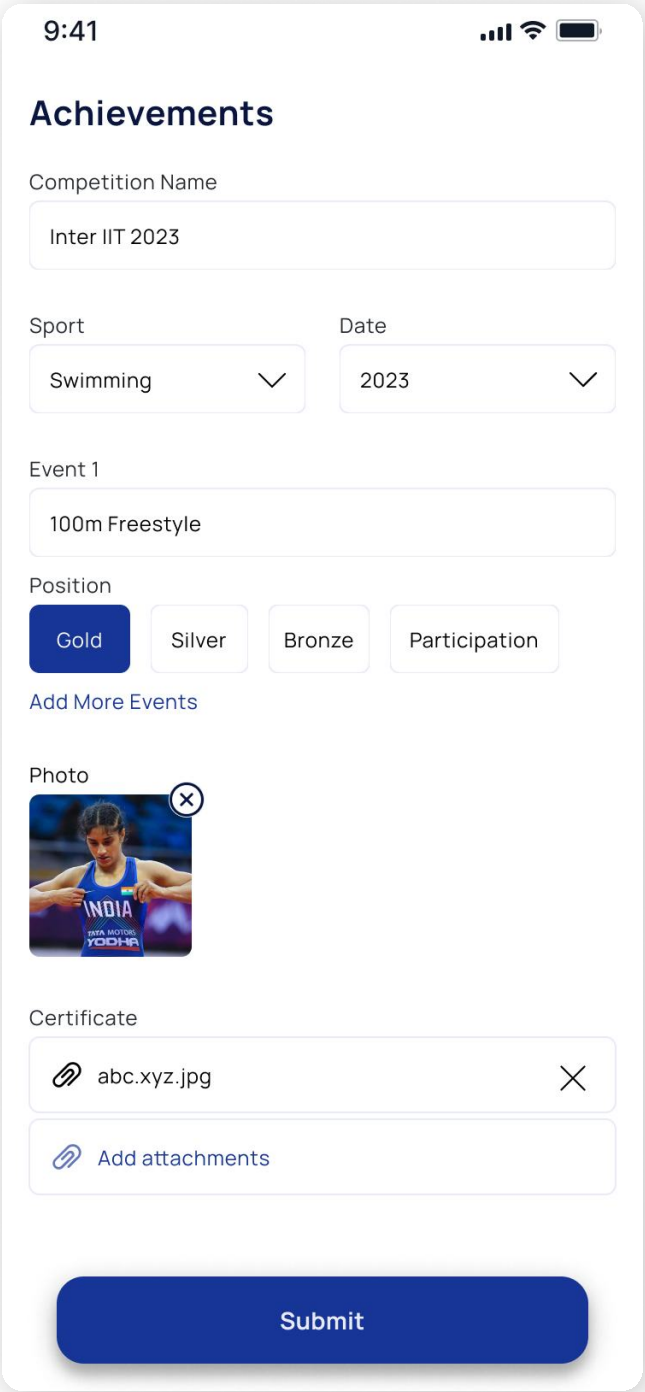 9:41
Achievements
Competition Name
Inter IIT 2023
Sport Date
Swimming 2023
Event 1
100m Freestyle
Position
Gold Silver Bronze Participation
Add More Events
Photo
INDIA
TATA MOTORS
YODHA
Certificate
abc.xyz.jpg
Add attachments
Submit